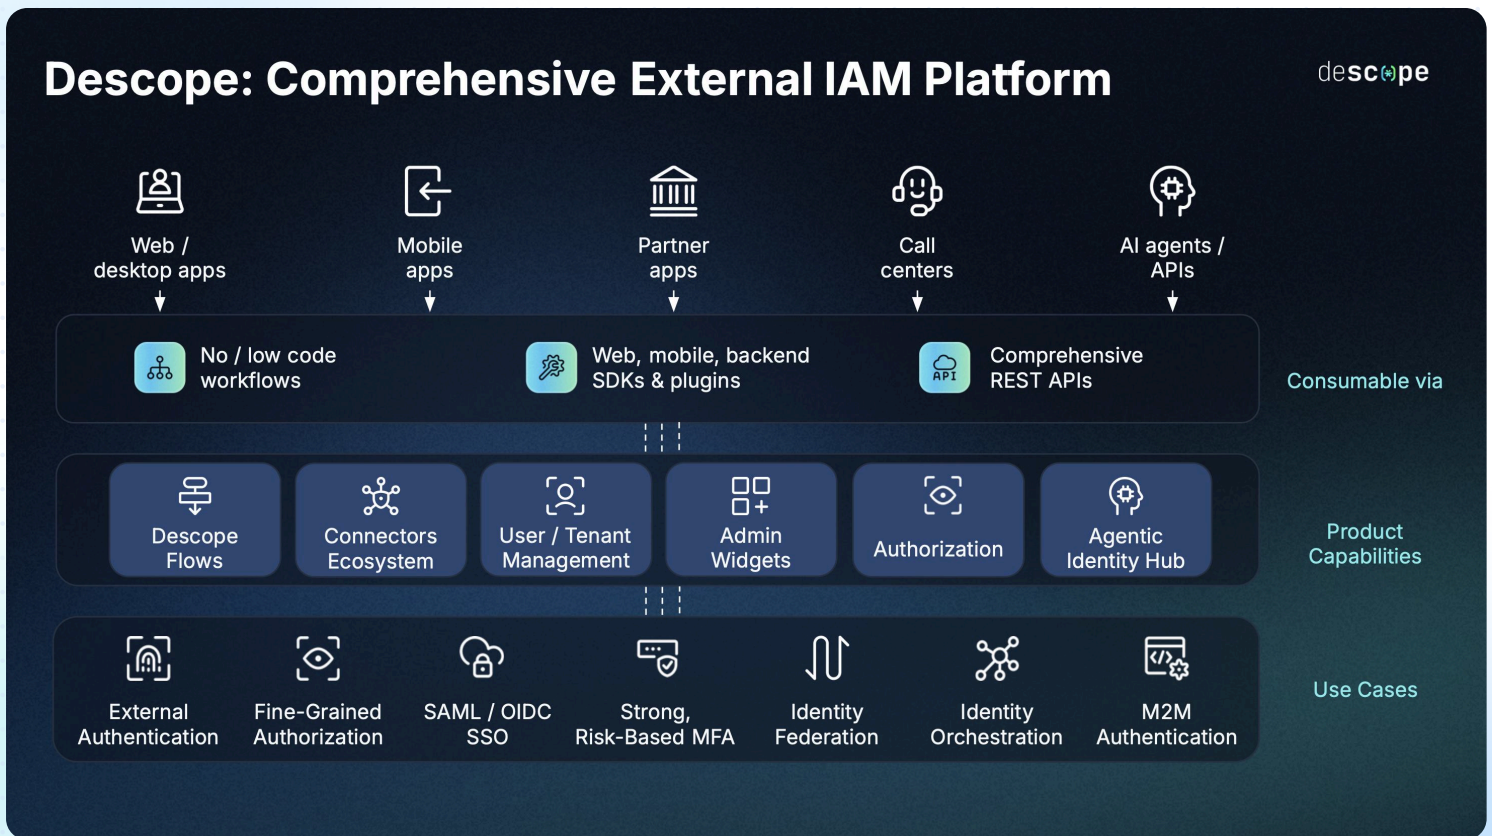 Descope: Comprehensive External IAM Platform
descope
Web /
desktop apps
Mobile
apps
Partner
apps
Call
centers
AI agents /
APIs
No / low code
workflows
Web, mobile, backend
SDKs & plugins
API
Comprehensive
REST APIs
Consumable via
Descope
Flows
Connectors
Ecosystem
User / Tenant
Management
Admin
Widgets
Authorization
Agentic
Identity Hub
Product
Capabilities
External
Authentication
Fine-Grained
Authorization
SAML / OIDC
SSO
Strong,
Risk-Based MFA
Identity
Federation
Identity
Orchestration
M2M
Authentication
Use Cases